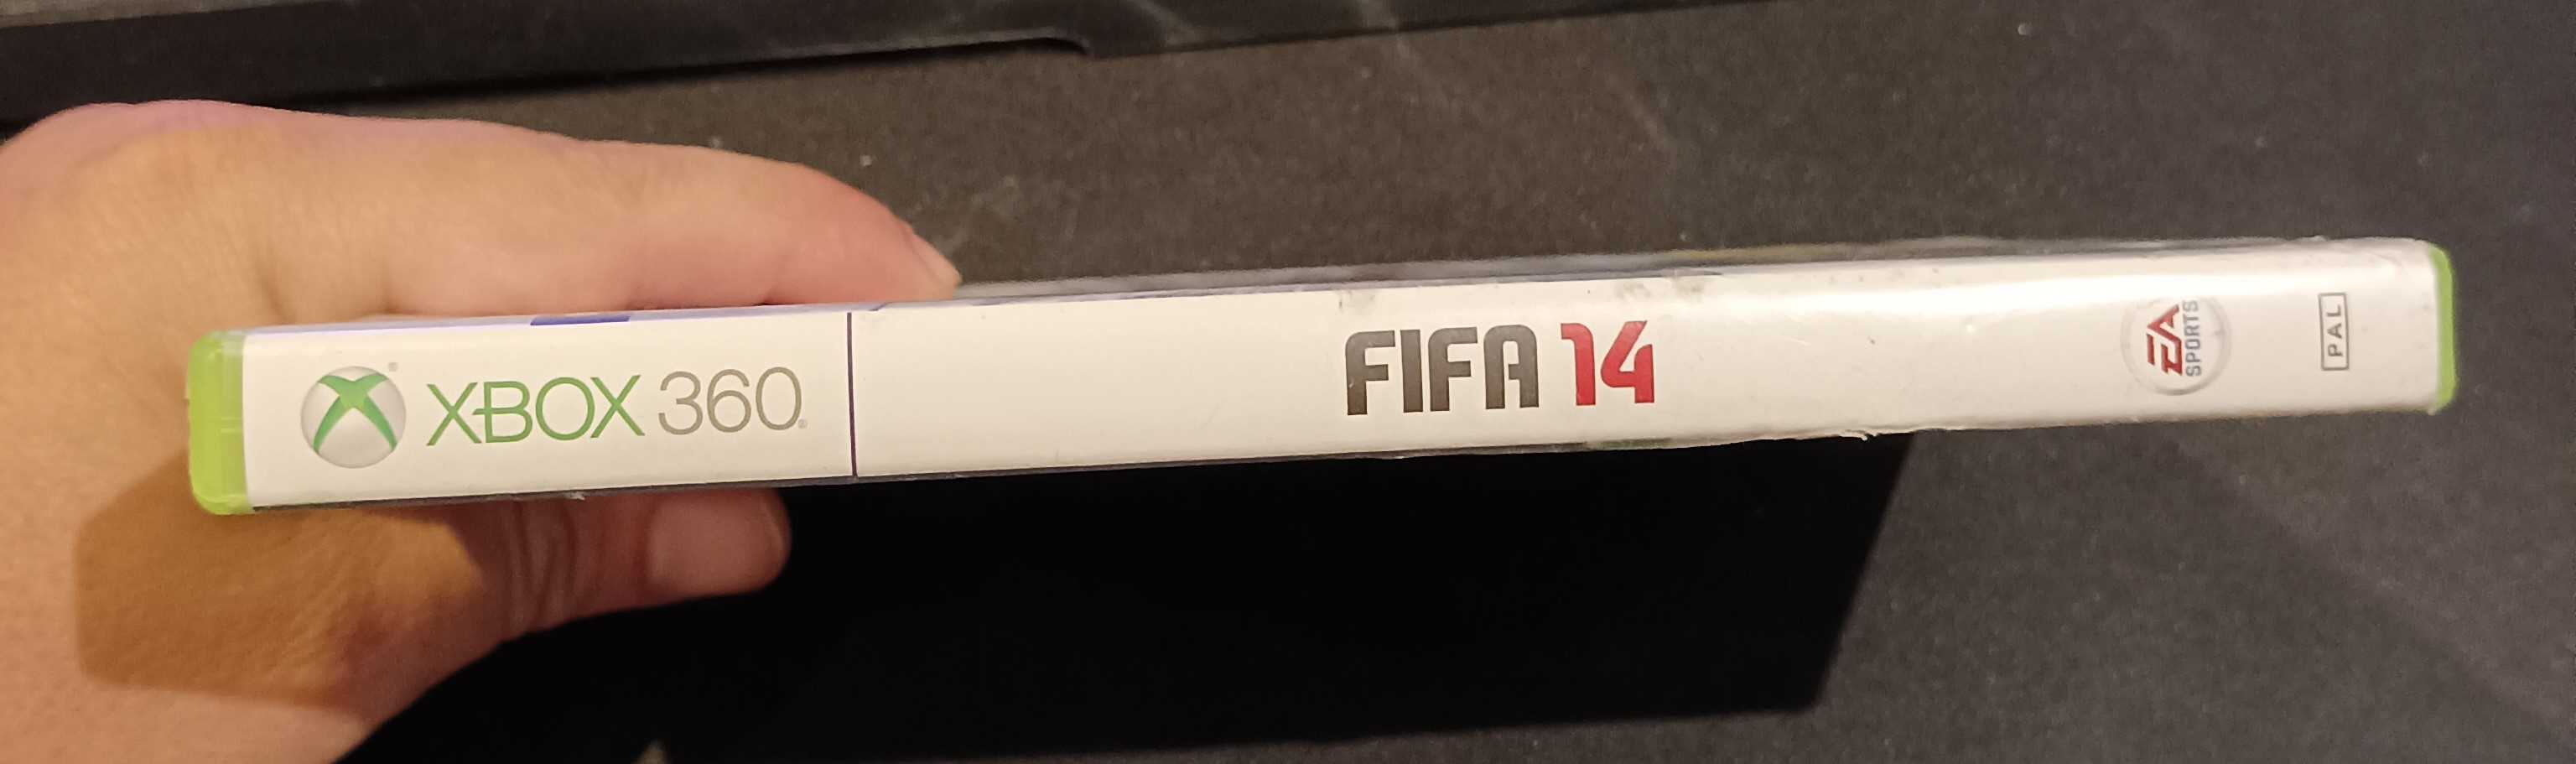 XBOX 360
FIFA 14
EA
SPORTS
PAL